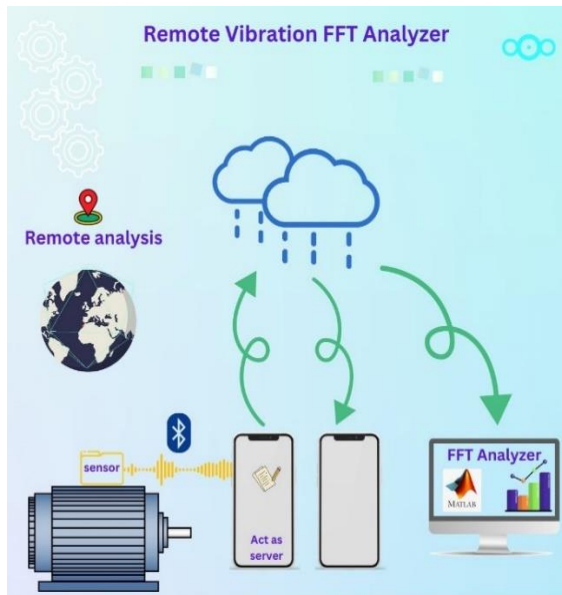 Remote Vibration FFT Analyzer
Remote analysis
sensor
Act as
server
FFT Analyzer
MATLAB